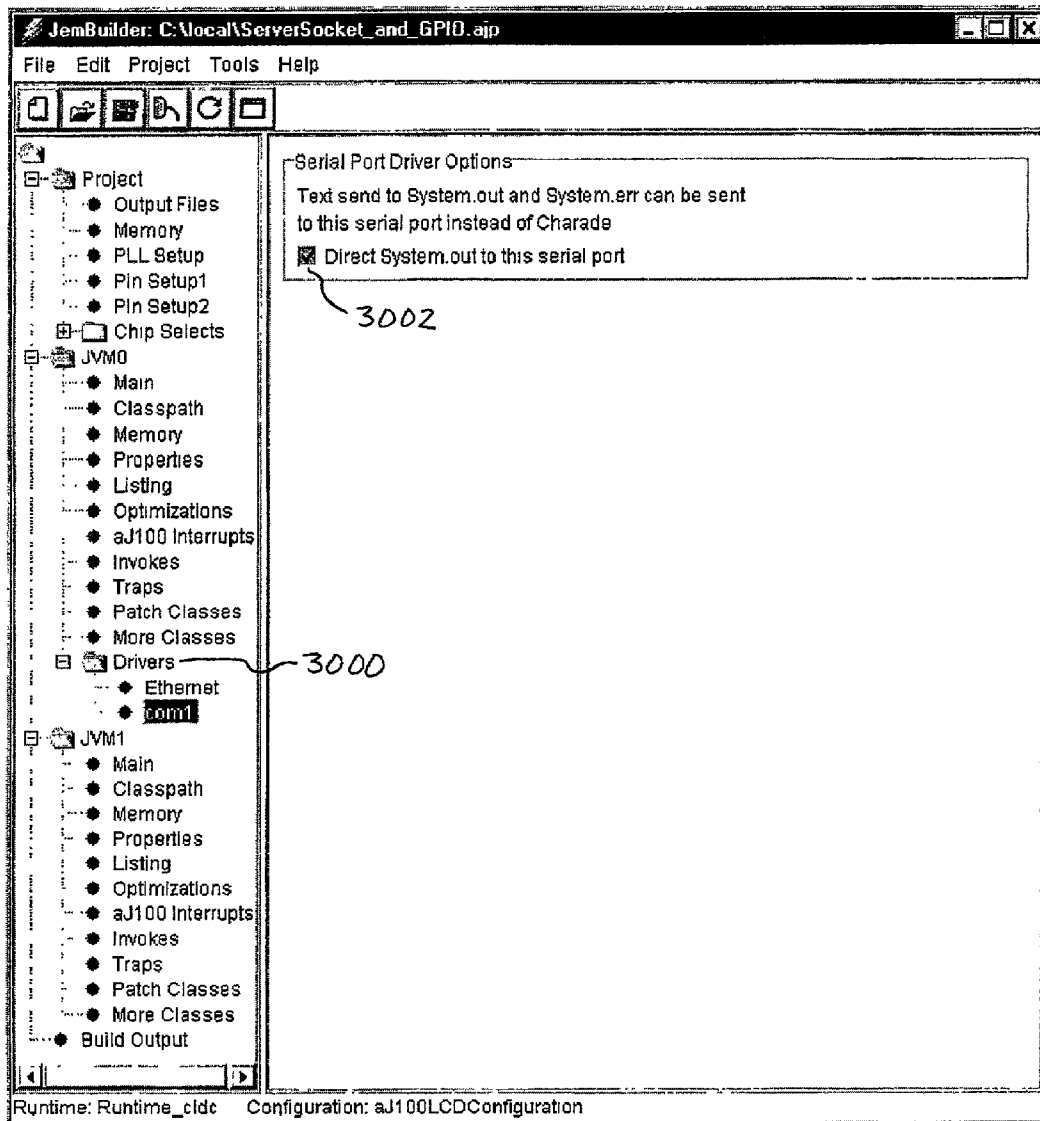 JemBuilder: C:\local\ServerSocket_and_GPIO.ajp
File Edit Project Tools Help
Project
Output Files
Memory
PLL Setup
Pin Setup1
Pin Setup2
Chip Selects
JVM0
Main
Classpath
Memory
Properties
Listing
Optimizations
aJ100 Interrupts
Invokes
Traps
Patch Classes
More Classes
Drivers
Ethernet
com1
JVM1
Main
Classpath
Memory
Properties
Listing
Optimizations
aJ100 Interrupts
Invokes
Traps
Patch Classes
More Classes
Build Output
Serial Port Driver Options
Text send to System.out and System.err can be sent
to this serial port instead of Charade
Direct System.out to this serial port
3002
3000
Runtime: Runtime_cldc Configuration: aJ100LCDConfiguration